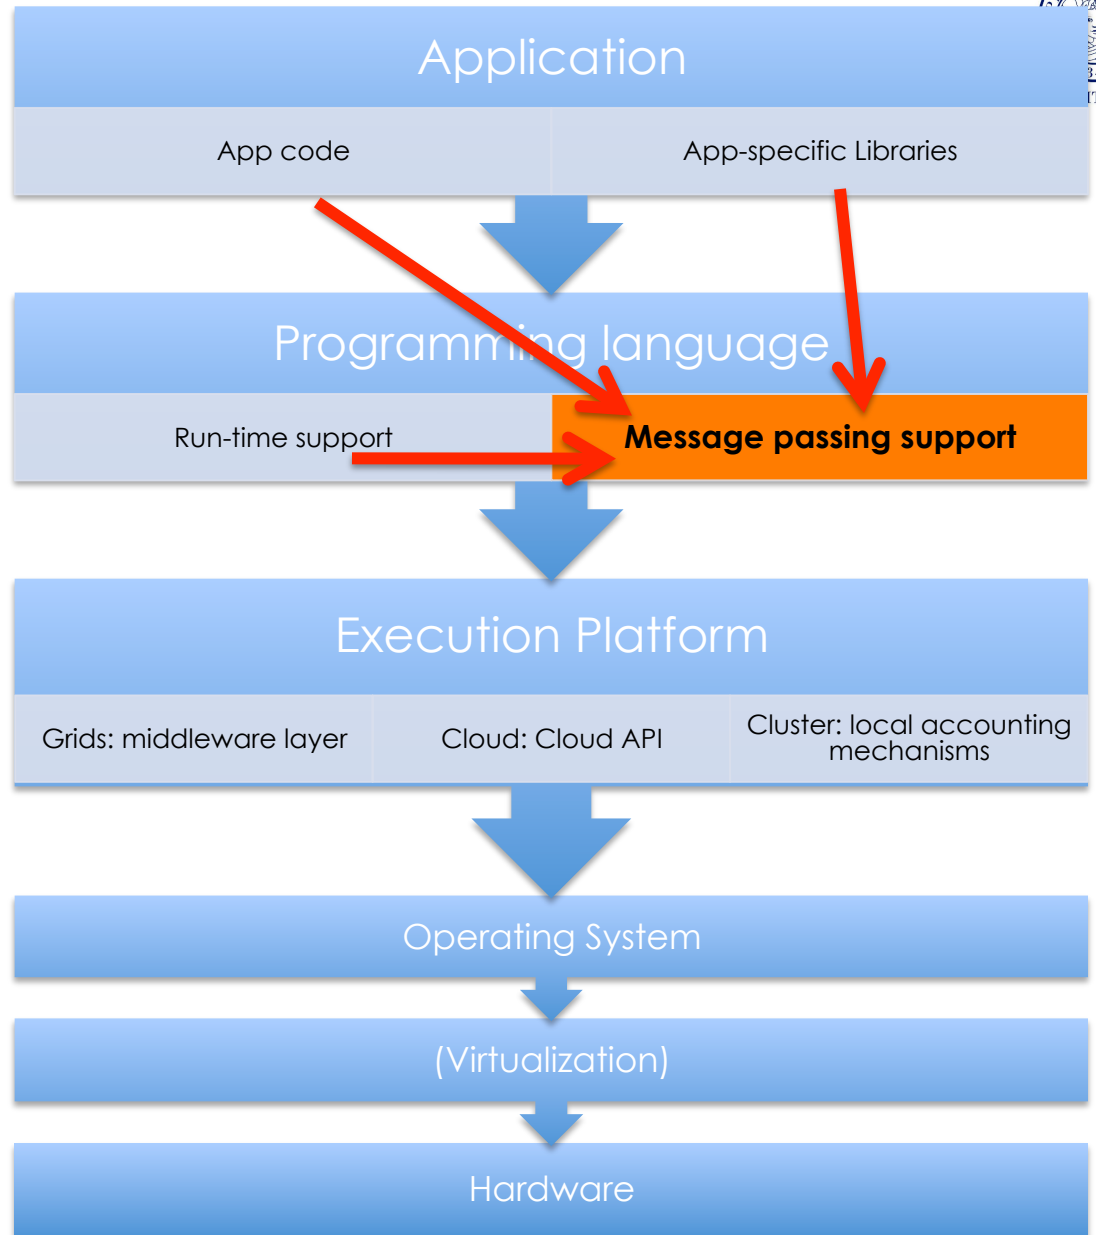 Application
App code
App-specific Libraries
Programming language
Run-time support
Message passing support
Execution Platform
Grids: middleware layer
Cloud: Cloud API
Cluster: local accounting
mechanisms
Operating System
(Virtualization)
Hardware